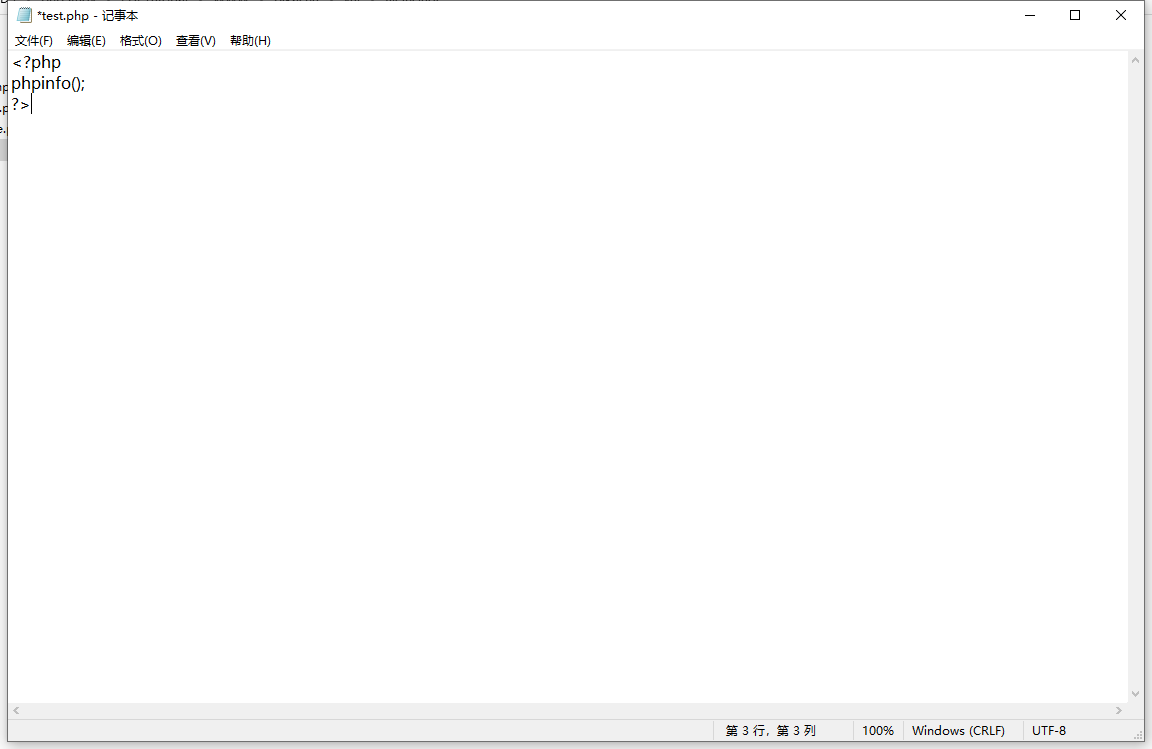 *test.php - 记事本
文件(F) 编辑(E) 格式(O) 查看(V) 帮助(H)
<?php
phpinfo();
?>
第 3 行，第 3 列 100% Windows (CRLF) UTF-8